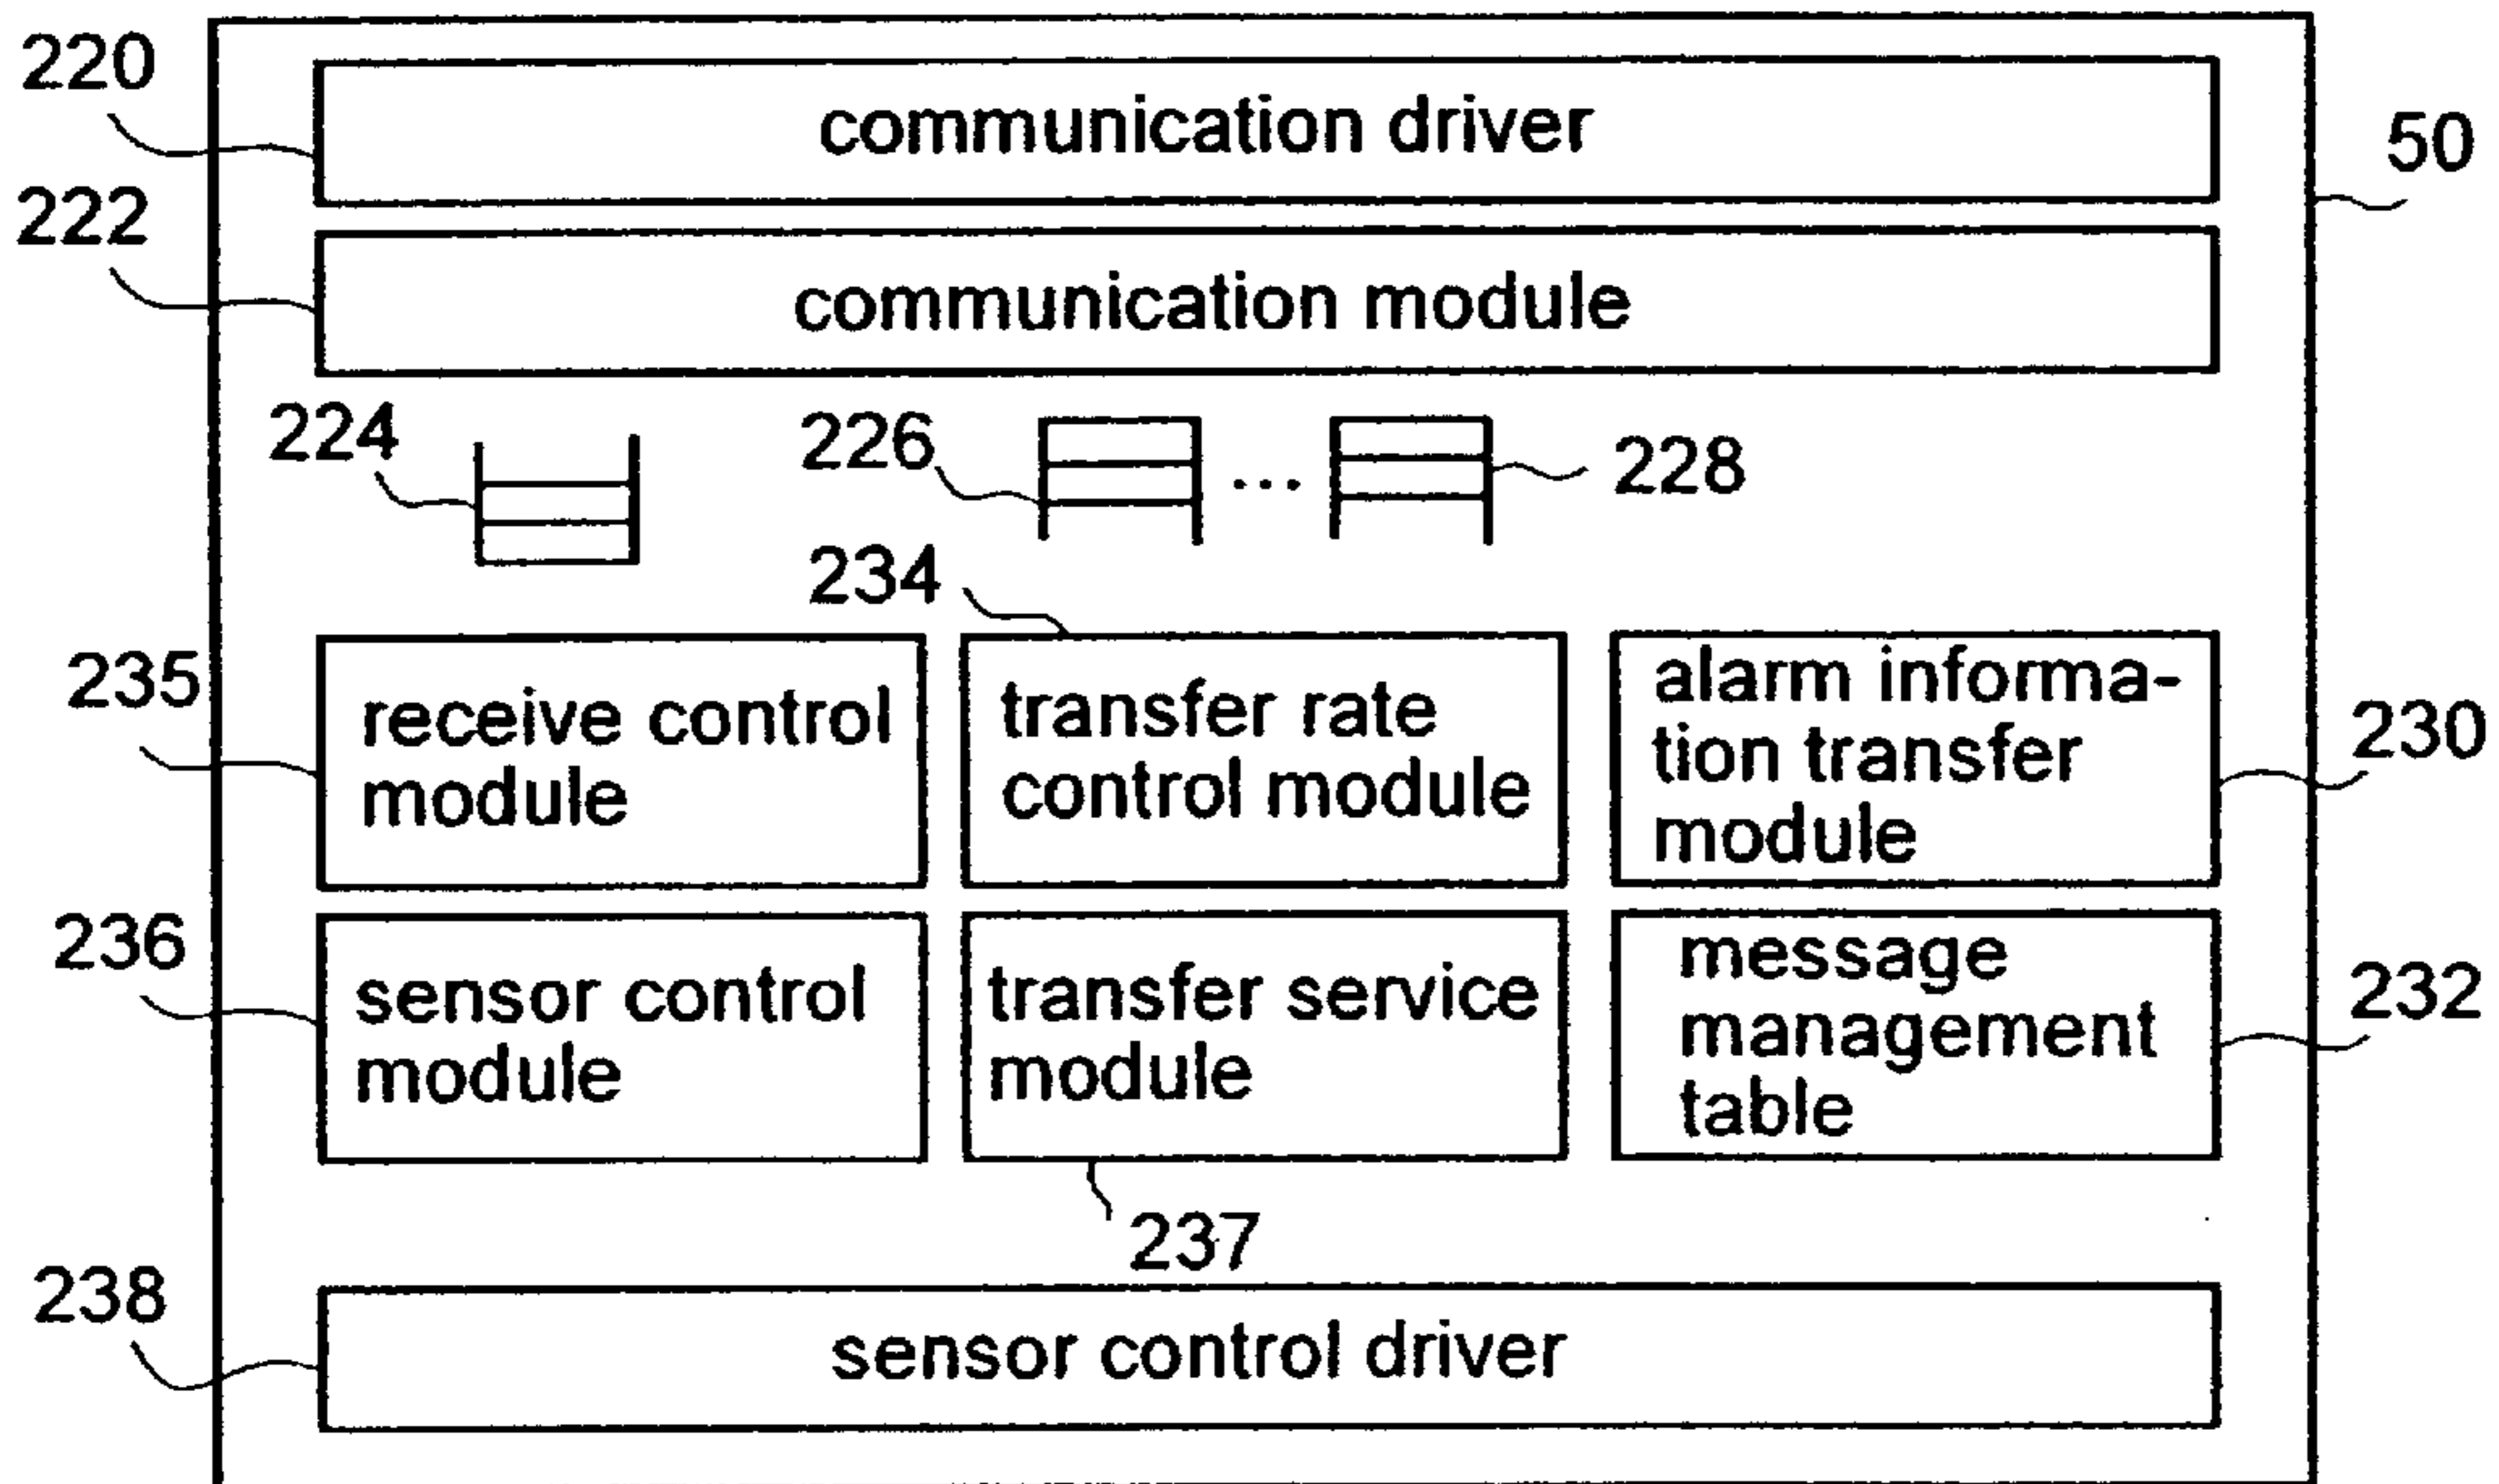 220
communication driver
50
222
communication module
224
226
...
228
234
235
receive control
module
transfer rate
control module
alarm informa-
tion transfer
module
230
236
sensor control
module
transfer service
module
message
management
table
232
237
238
sensor control driver